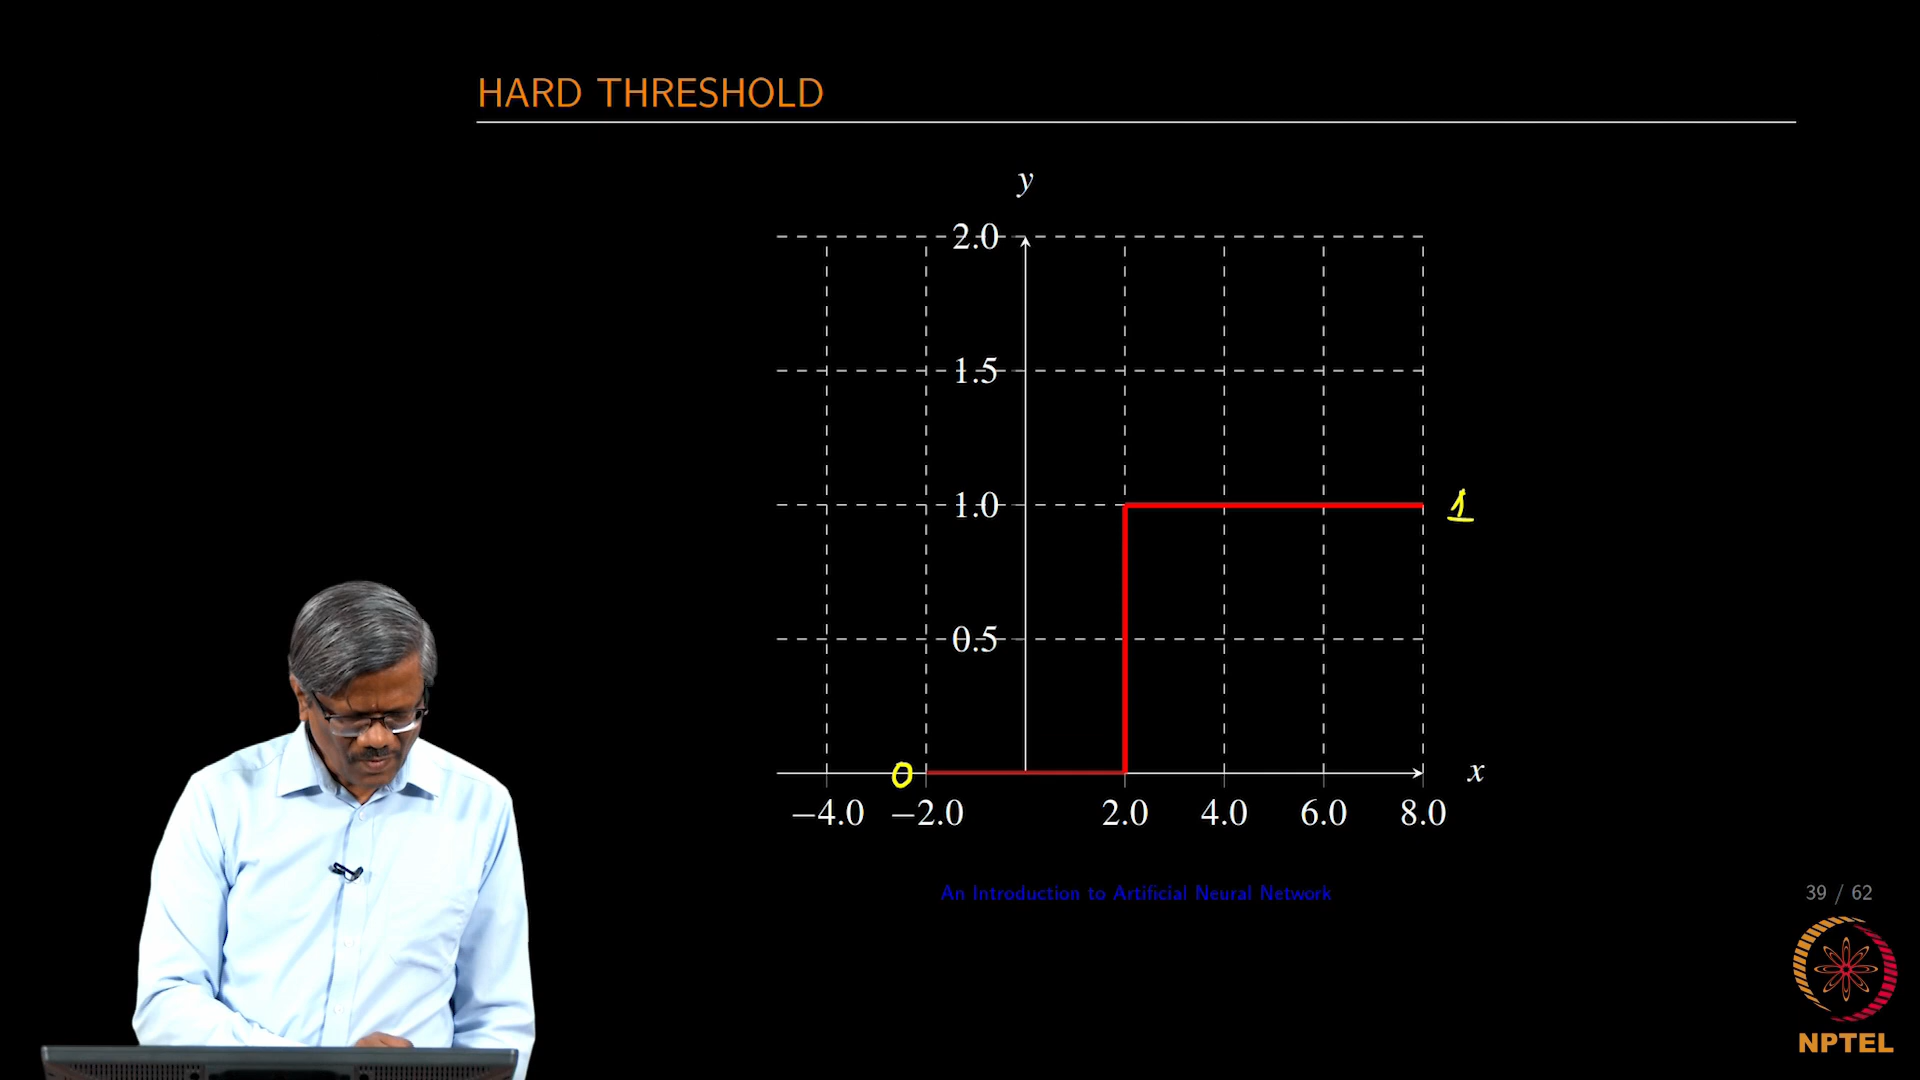 HARD THRESHOLD
y
2.0
1.5
1.0
1
0.5
0
x
−4.0 −2.0 2.0 4.0 6.0 8.0
An Introduction to Artificial Neural Network
39 / 62
NPTEL